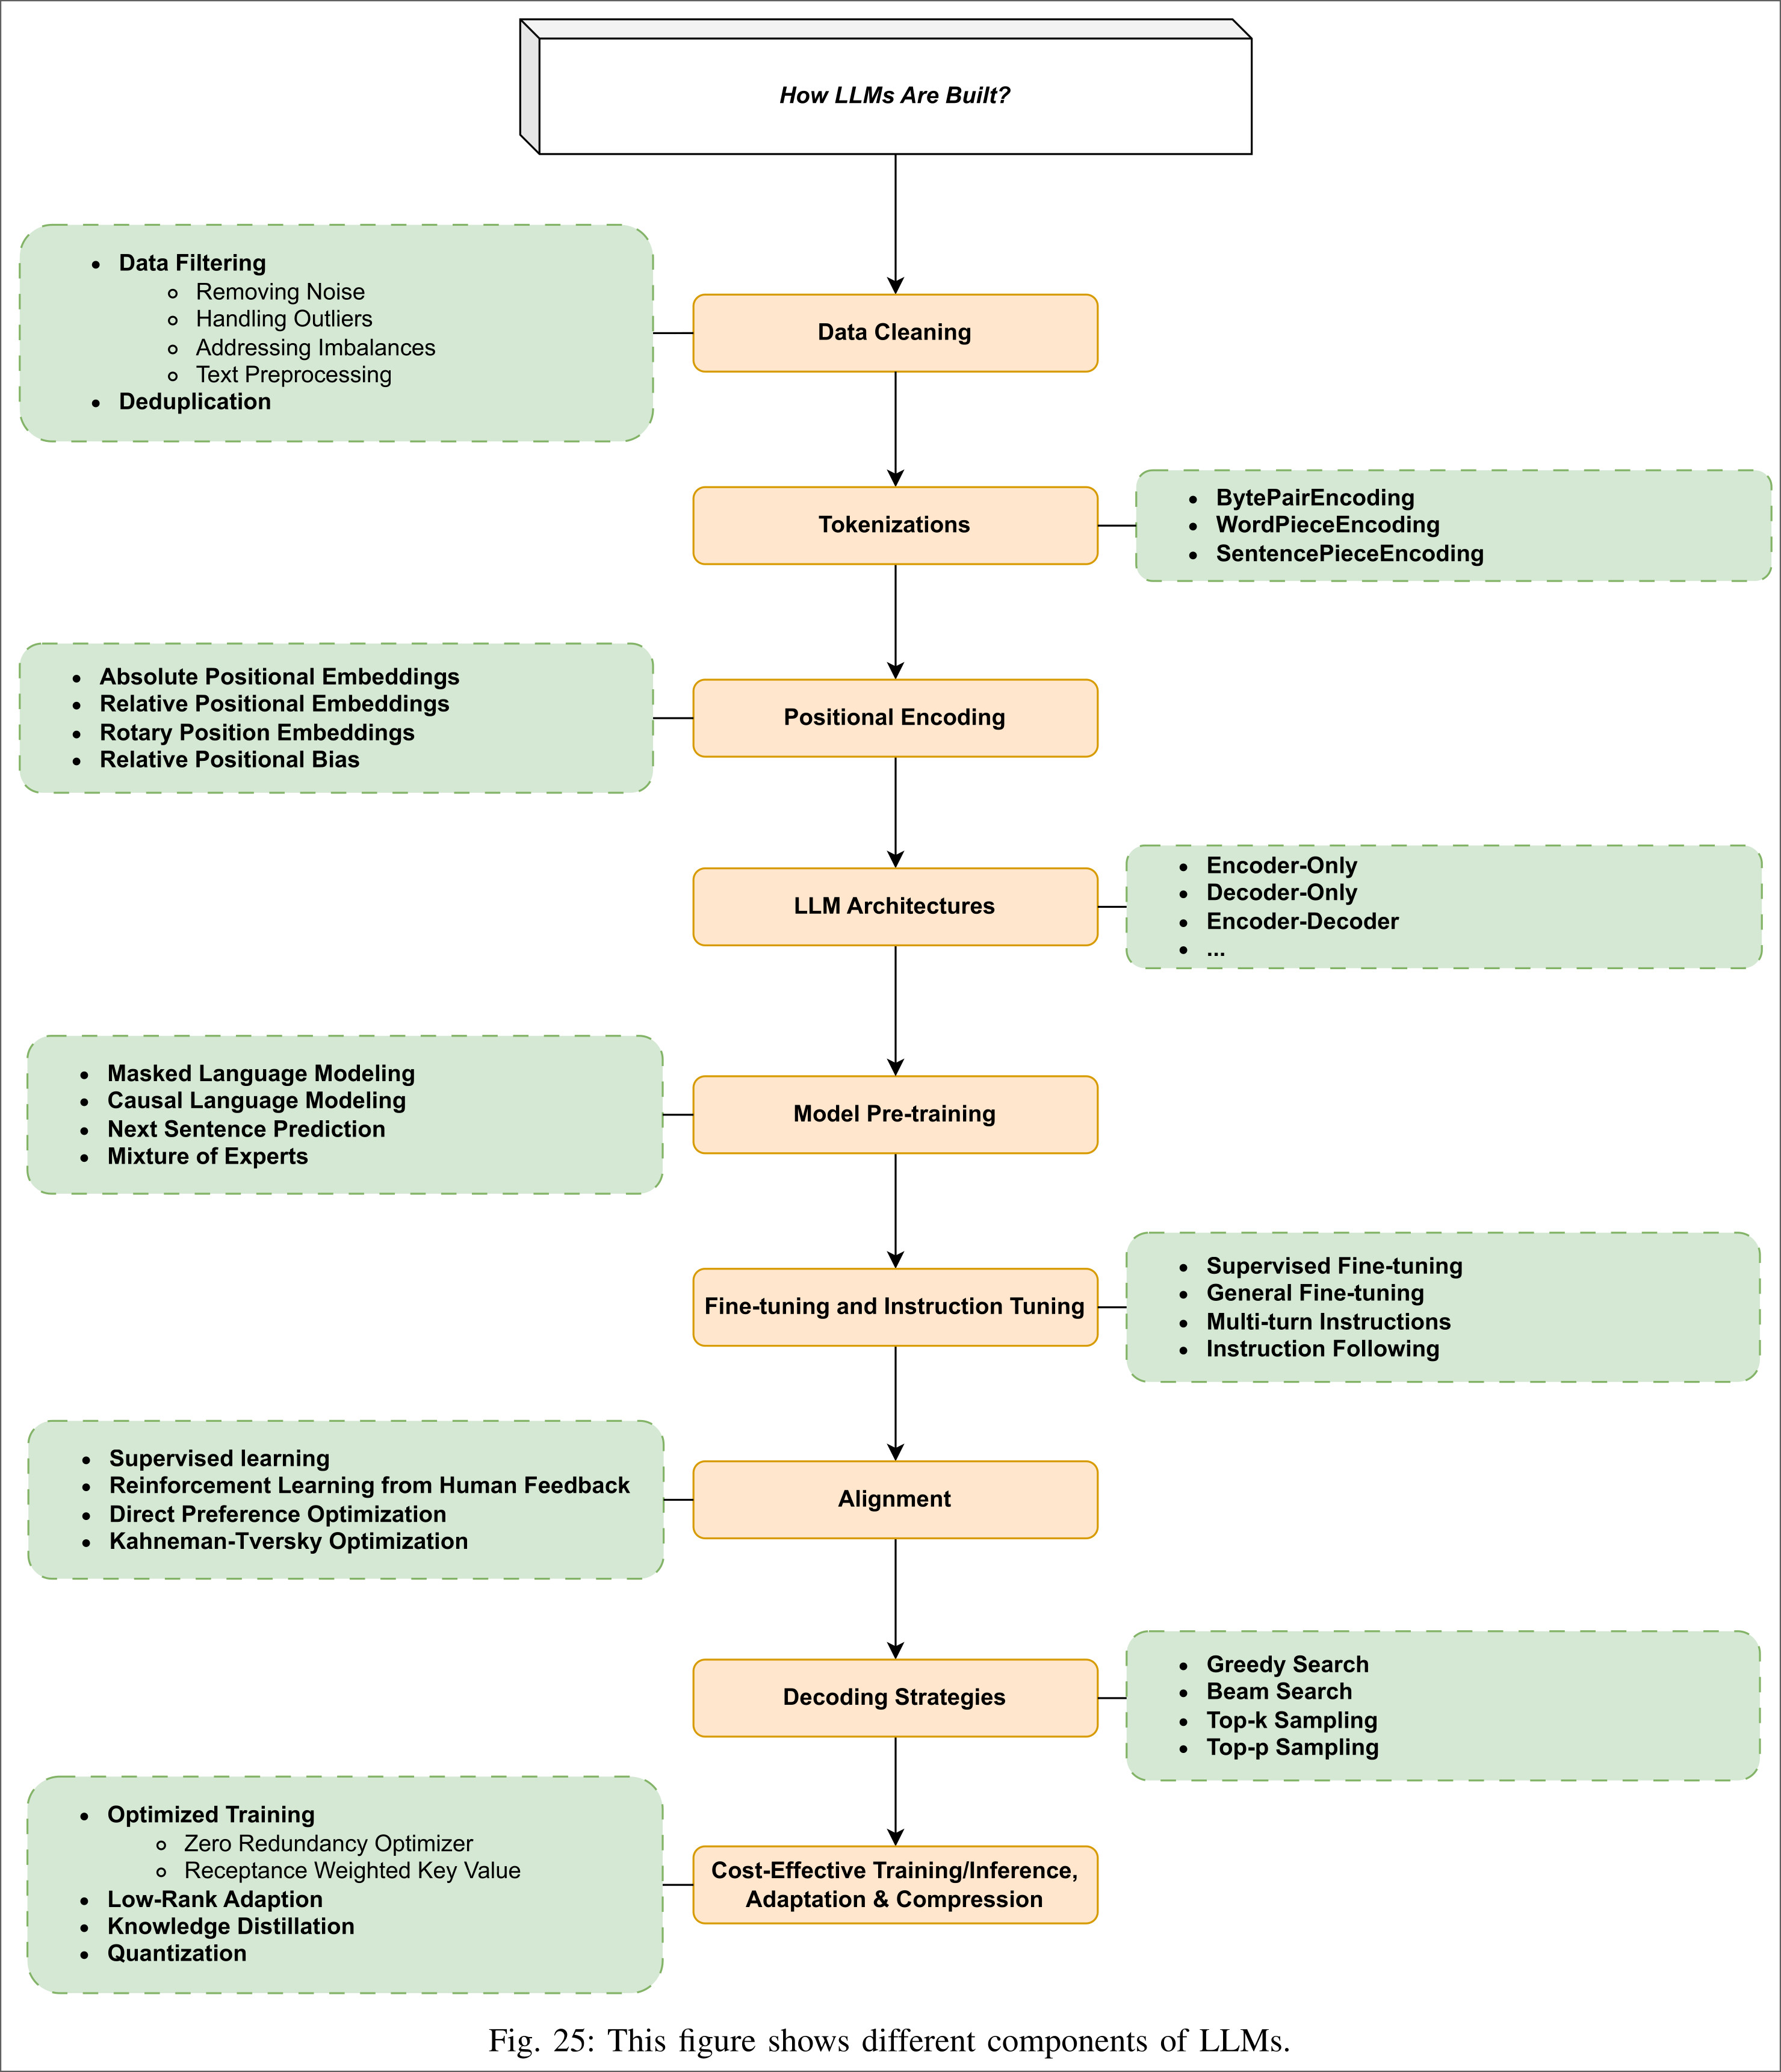 How LLMs Are Built?
Data Filtering
Removing Noise
Handling Outliers
Addressing Imbalances
Text Preprocessing
Deduplication
Data Cleaning
Tokenizations
BytePairEncoding
WordPieceEncoding
SentencePieceEncoding
Absolute Positional Embeddings
Relative Positional Embeddings
Rotary Position Embeddings
Relative Positional Bias
Positional Encoding
LLM Architectures
Encoder-Only
Decoder-Only
Encoder-Decoder
...
Masked Language Modeling
Causal Language Modeling
Next Sentence Prediction
Mixture of Experts
Model Pre-training
Fine-tuning and Instruction Tuning
Supervised Fine-tuning
General Fine-tuning
Multi-turn Instructions
Instruction Following
Supervised learning
Reinforcement Learning from Human Feedback
Direct Preference Optimization
Kahneman-Tversky Optimization
Alignment
Decoding Strategies
Greedy Search
Beam Search
Top-k Sampling
Top-p Sampling
Optimized Training
Zero Redundancy Optimizer
Receptance Weighted Key Value
Low-Rank Adaption
Knowledge Distillation
Quantization
Cost-Effective Training/Inference,
Adaptation & Compression
Fig. 25: This figure shows different components of LLMs.